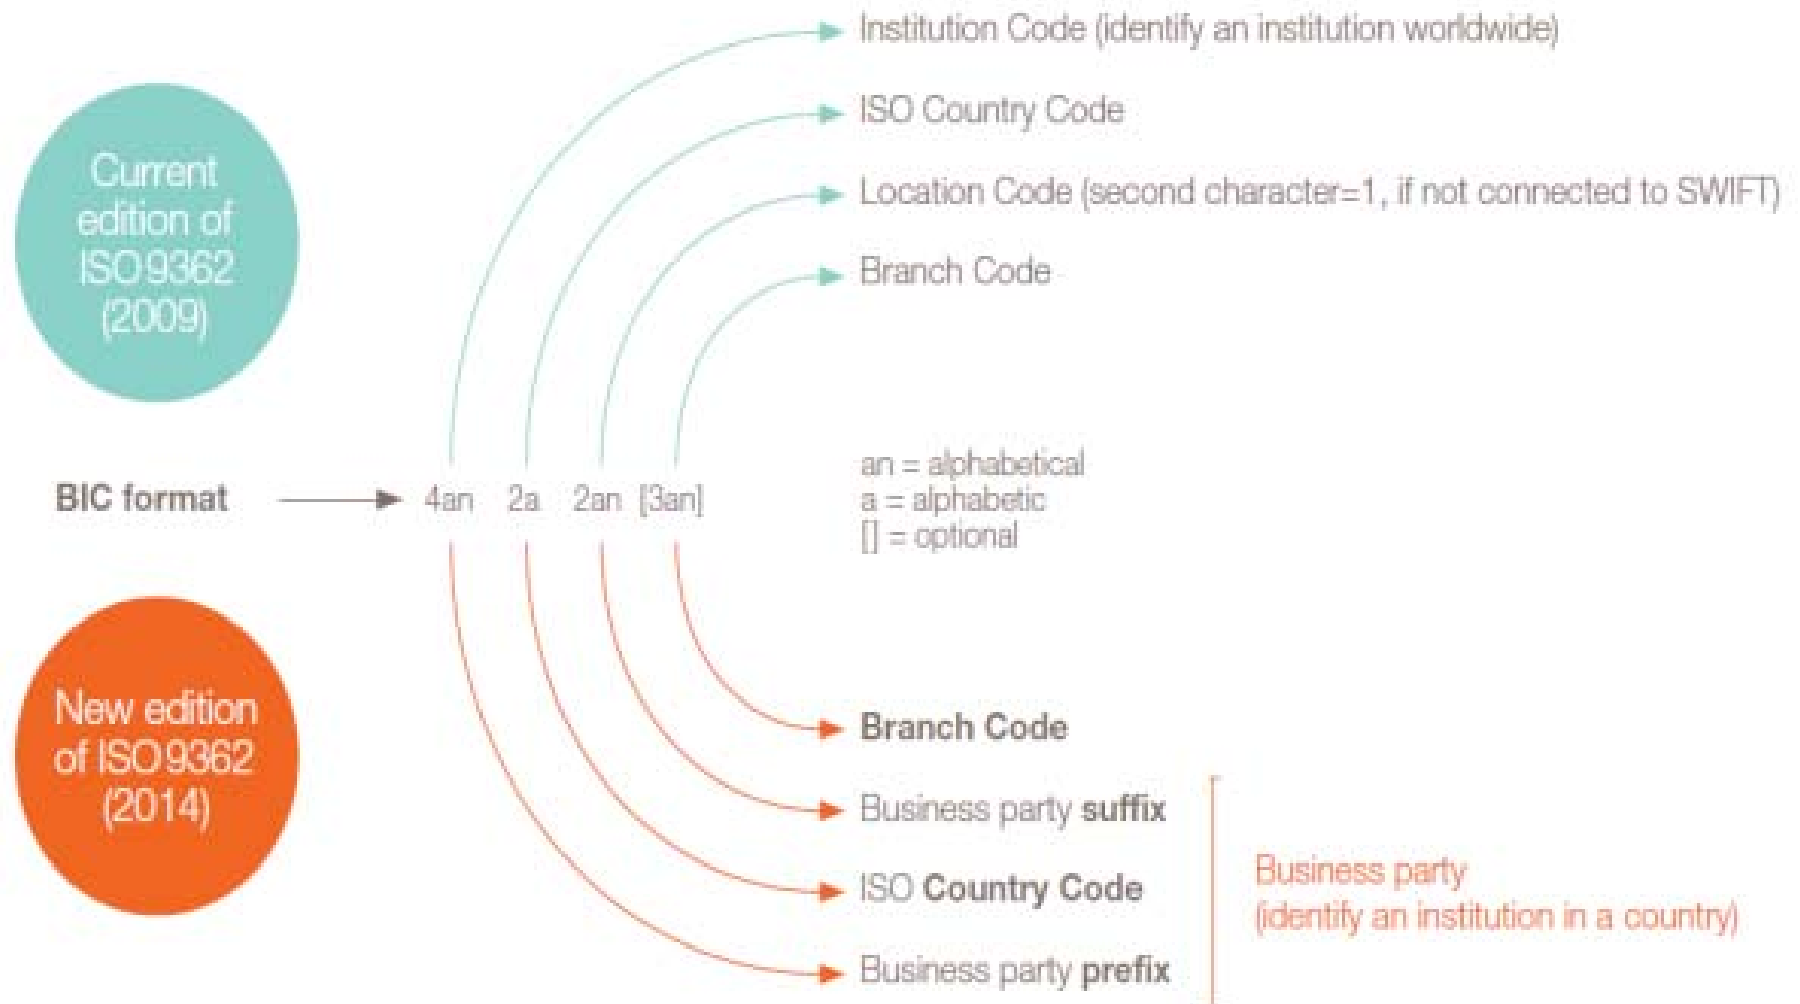 Institution Code (identify an institution worldwide)
ISO Country Code
Location Code (second character=1, if not connected to SWIFT)
Branch Code
Current
edition of
ISO 9362
(2009)
BIC format
4an 2a 2an [3an]
an = alphabetical
a = alphabetic
[] = optional
New edition
of ISO 9362
(2014)
Branch Code
Business party suffix
ISO Country Code
Business party prefix
Business party
(identify an institution in a country)